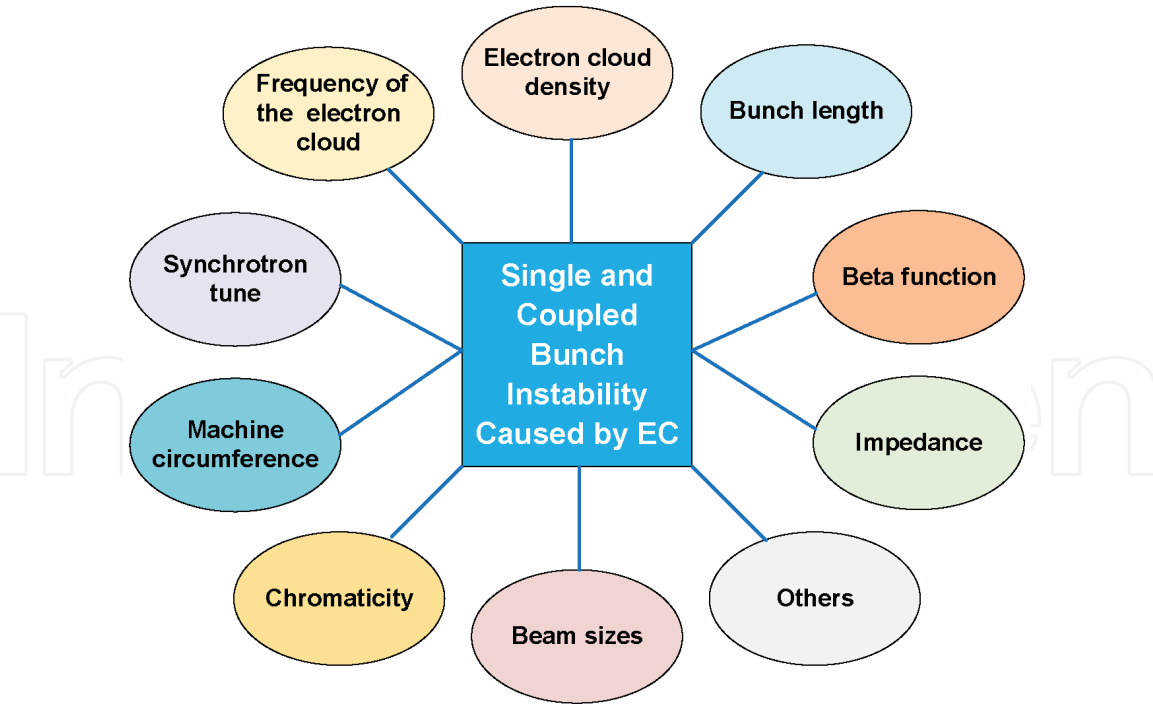 Electron cloud
density
Frequency of
the electron
cloud
Bunch length
Synchrotron
tune
Single and
Coupled
Bunch
Instability
Caused by EC
Beta function
Machine
circumference
Impedance
Chromaticity
Beam sizes
Others